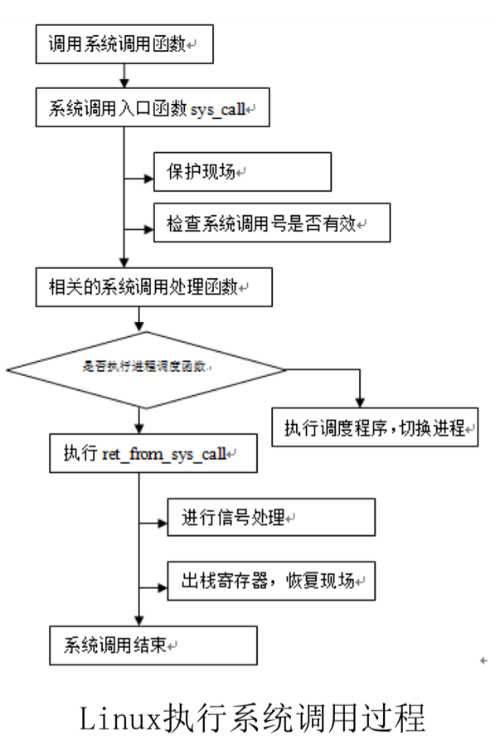 调用系统调用函数
系统调用入口函数 sys_call
保护现场
检查系统调用号是否有效
相关的系统调用处理函数
是否执行进程调度函数
执行调度程序，切换进程
执行 ret_from_sys_call
进行信号处理
出栈寄存器，恢复现场
系统调用结束
Linux执行系统调用过程